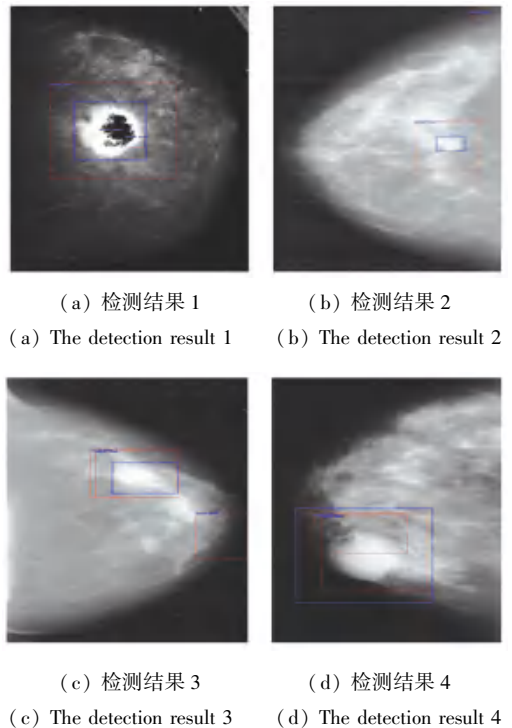 (a) 检测结果 1
(b) 检测结果 2
(a) The detection result 1
(b) The detection result 2
(c) 检测结果 3
(d) 检测结果 4
(c) The detection result 3
(d) The detection result 4